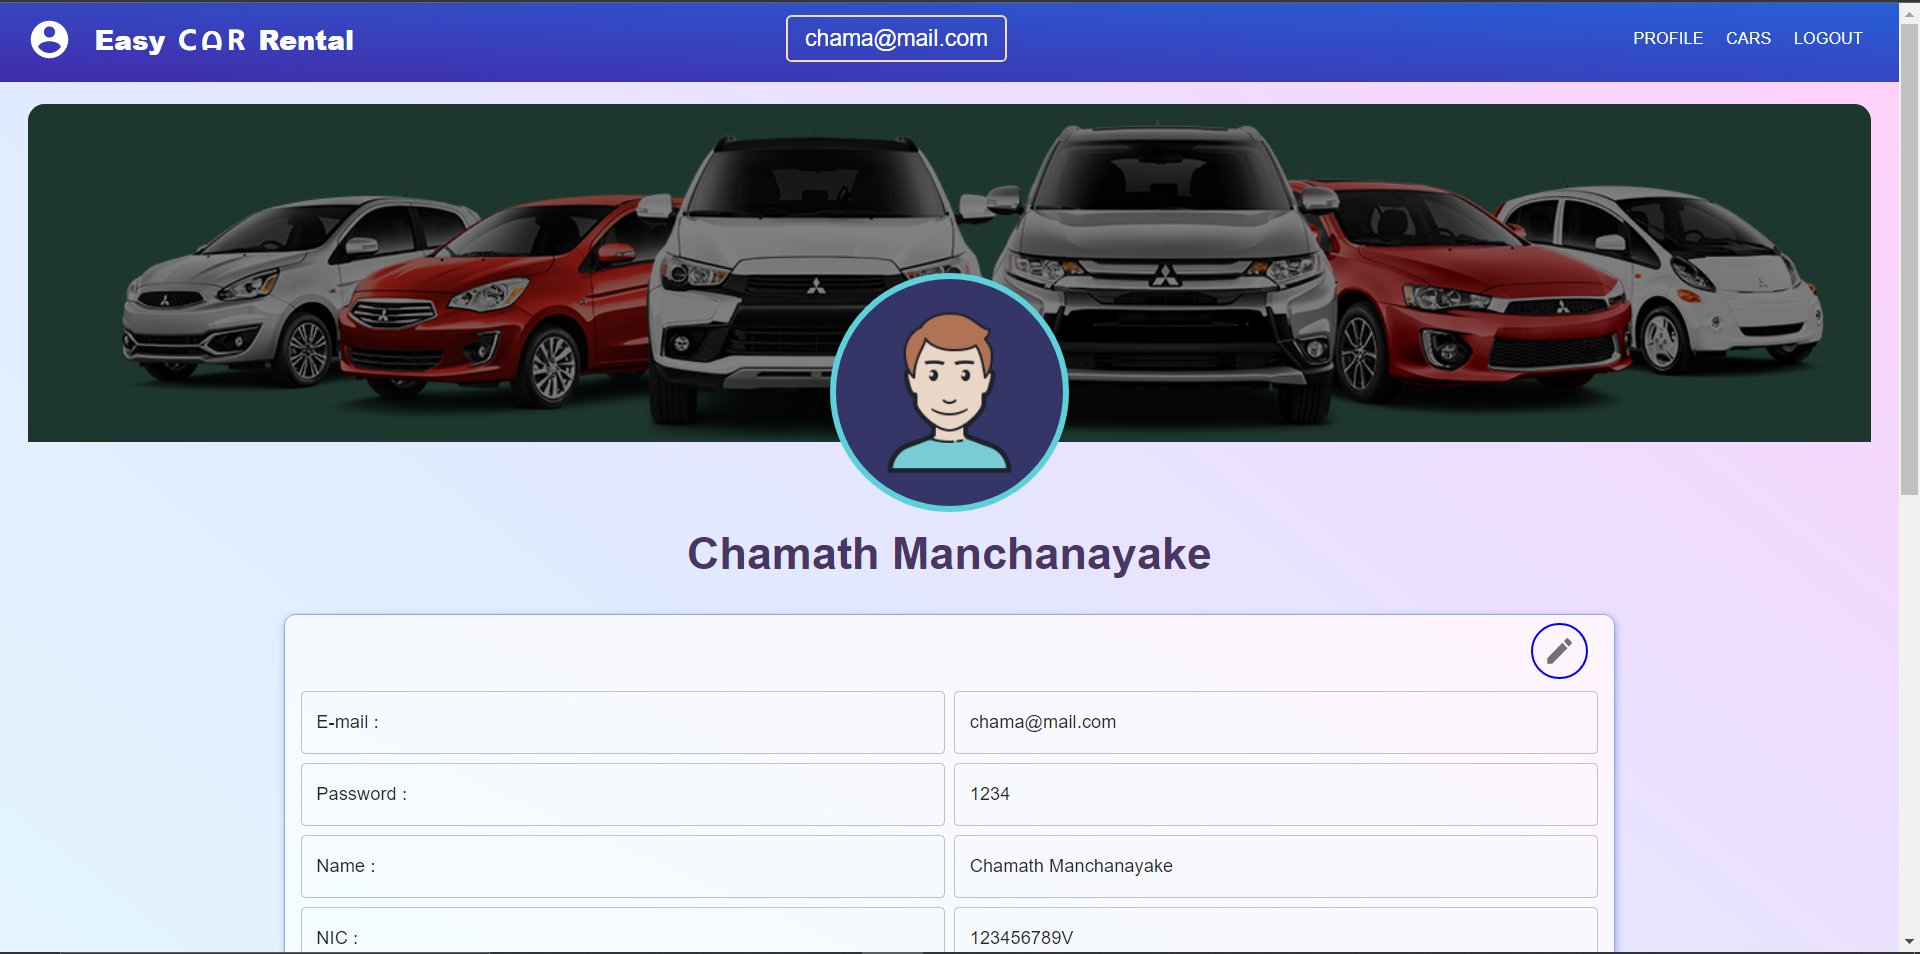 Easy CAR Rental
chama@mail.com
PROFILE CARS LOGOUT
Chamath Manchanayake
E-mail : chama@mail.com
Password : 1234
Name : Chamath Manchanayake
NIC : 123456789V